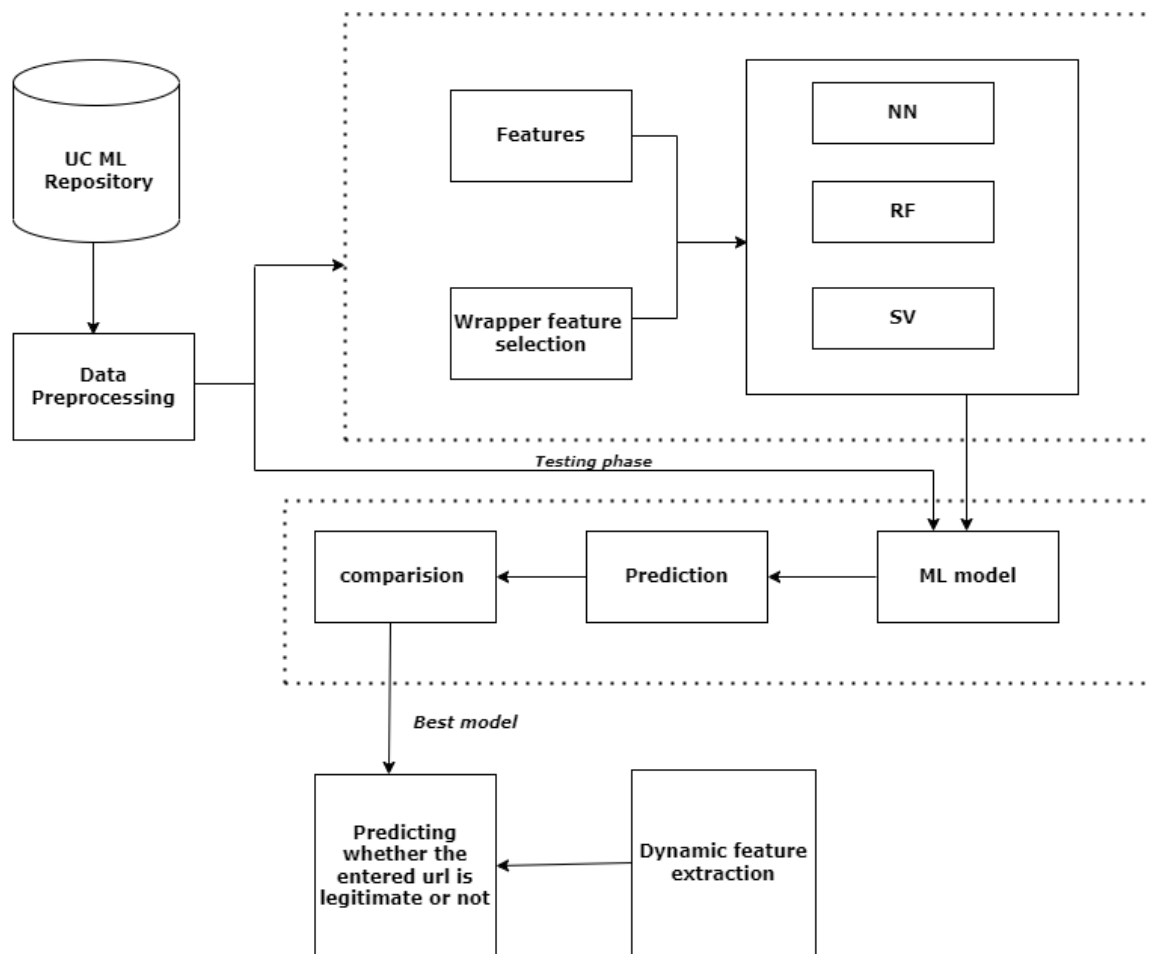 UC ML
Repository
Data
Preprocessing
Features
Wrapper feature
selection
NN
RF
SV
Testing phase
comparision
Prediction
ML model
Best model
Predicting
whether the
entered url is
legitimate or not
Dynamic feature
extraction